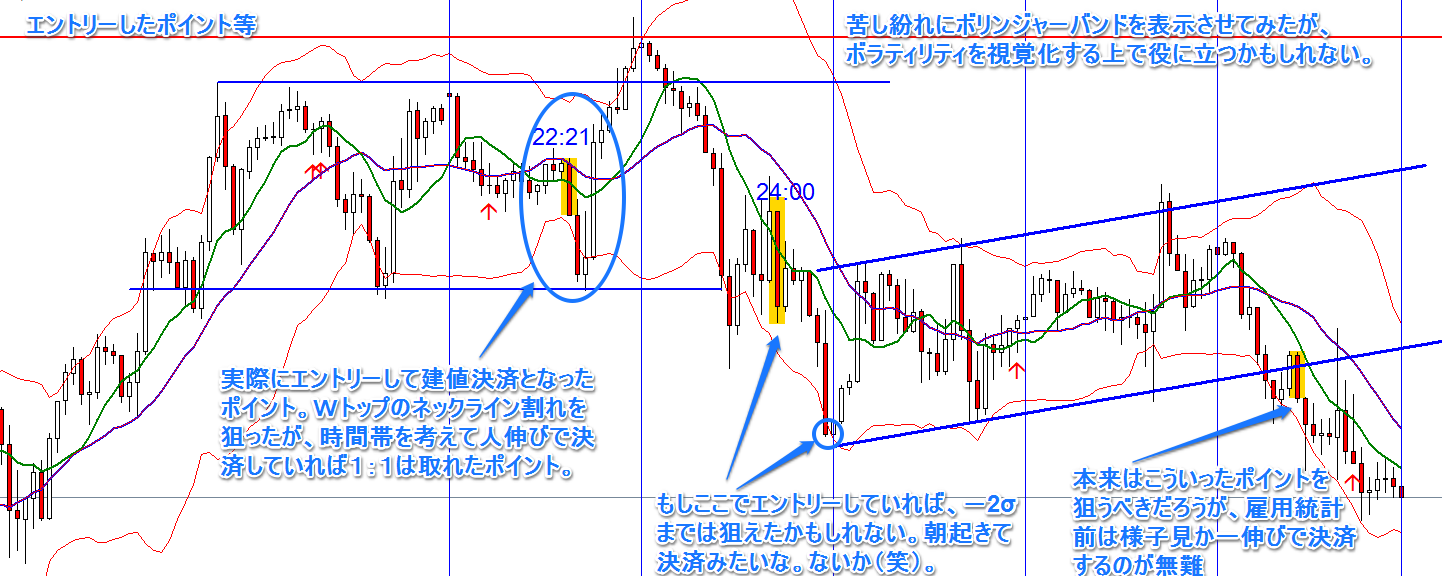 エントリーしたポイント等
苦し紛れにボリンジャーバンドを表示させてみたが、
ボラティリティを視覚化する上で役に立つかもしれない。
22:21
24:00
実際にエントリーして建値決済となった
ポイント。Wトップのネックライン割れを
狙ったが、時間帯を考えて人伸びで決
済していれば1:1は取れたポイント。
もしここでエントリーしていれば、-2σ
までは狙えたかもしれない。朝起きて
決済みたいな。ないか(笑)。
本来はこういったポイントを
狙うべきだろうが、雇用統計
前は様子見か一伸びで決済
するのが無難